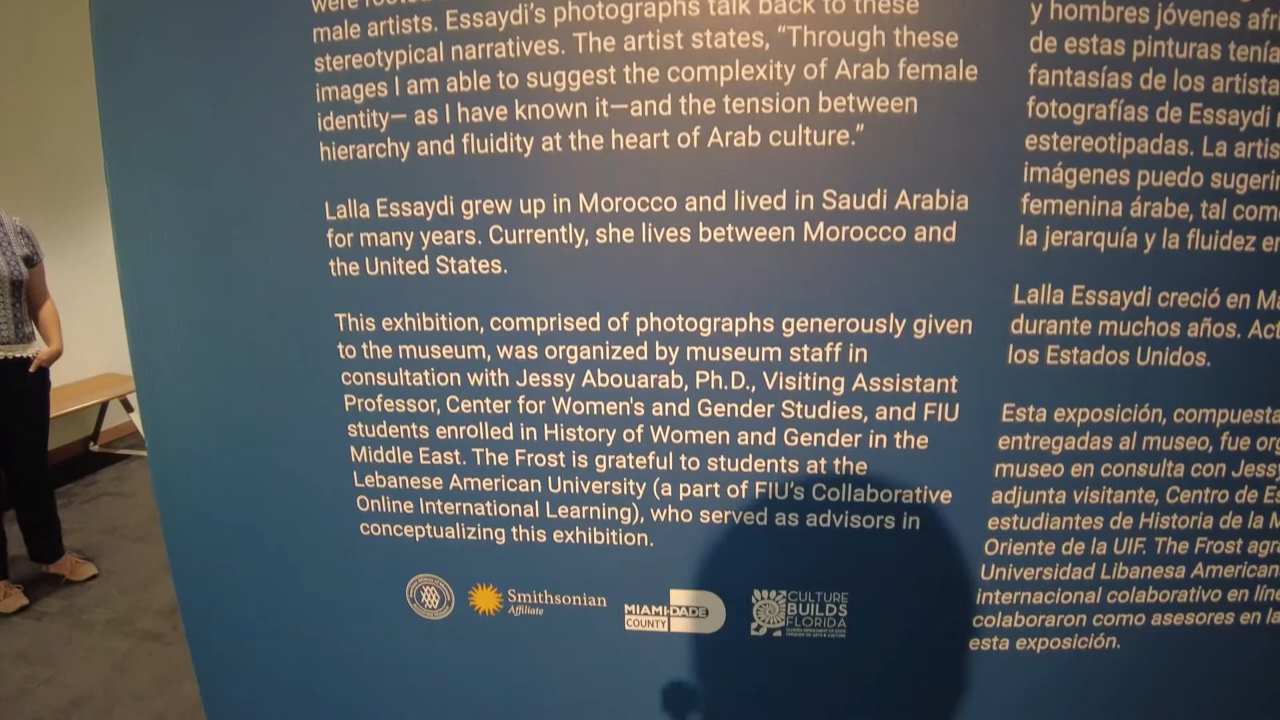 were
male artists. Essaydi's photographs talk back to these
stereotypical narratives. The artist states, "Through these
images I am able to suggest the complexity of Arab female
identity— as I have known it—and the tension between
hierarchy and fluidity at the heart of Arab culture."
Lalla Essaydi grew up in Morocco and lived in Saudi Arabia
for many years. Currently, she lives between Morocco and
the United States.
This exhibition, comprised of photographs generously given
to the museum, was organized by museum staff in
consultation with Jessy Abouarab, Ph.D., Visiting Assistant
Professor, Center for Women's and Gender Studies, and FIU
students enrolled in History of Women and Gender in the
Middle East. The Frost is grateful to students at the
Lebanese American University (a part of FIU's Collaborative
Online International Learning), who served as advisors in
conceptualizing this exhibition.
Smithsonian
Affiliate
MIAMI-DADE
COUNTY
CULTURE
BUILDS
FLORIDA
y hombres jóvenes
de estas pinturas
fantasías de los
fotografías de Essaydi
estereotipadas. La
imágenes puedo
femenina árabe, tal
la jerarquía y la fluidez
Lalla Essaydi creció en
durante muchos años.
los Estados Unidos.
Esta exposición,
entregadas al museo, fue
museo en consulta con
adjunta visitante, Centro de
estudiantes de Historia de la
Oriente de la UIF. The Frost
Universidad Libanesa American
internacional colaborativo en
colaboraron como asesores en la
esta exposición.